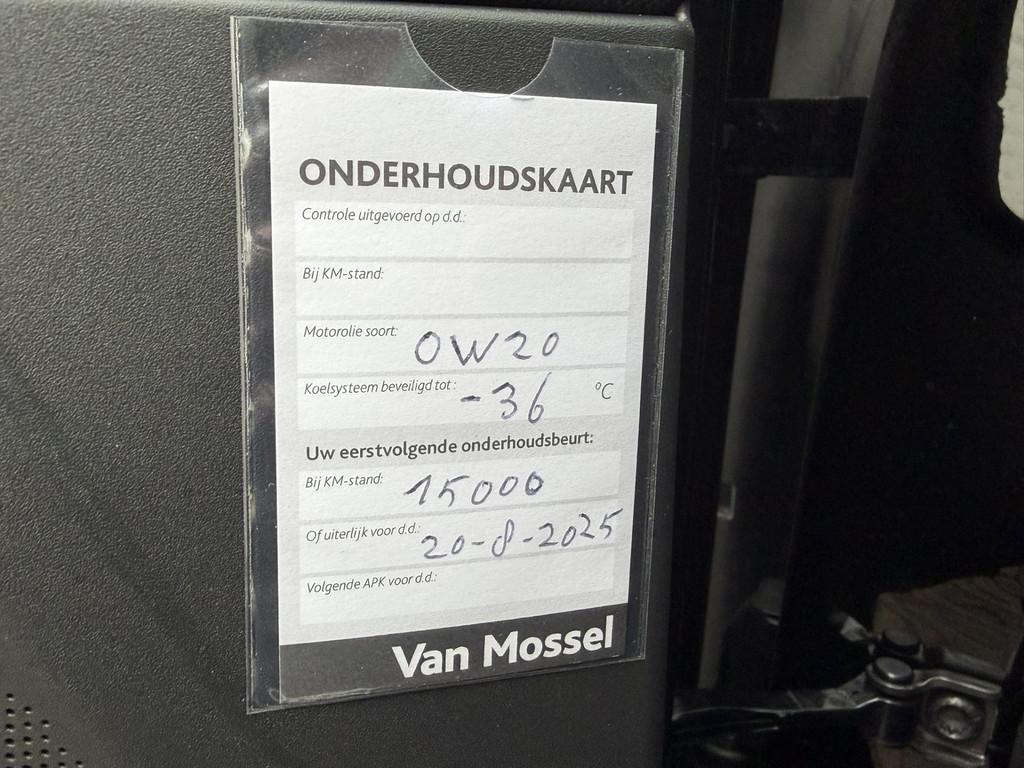 ONDERHOUDSKAART
Controle uitgevoerd op d.d.:
Bij KM-stand:
Motorolie soort: 0W20
Koelsysteem beveiligd tot: -36 °C
Uw eerstvolgende onderhoudsbeurt:
Bij KM-stand: 15000
Of uiterlijk voor d.d.: 20-8-2025
Volgende APK voor d.d.:
Van Mossel